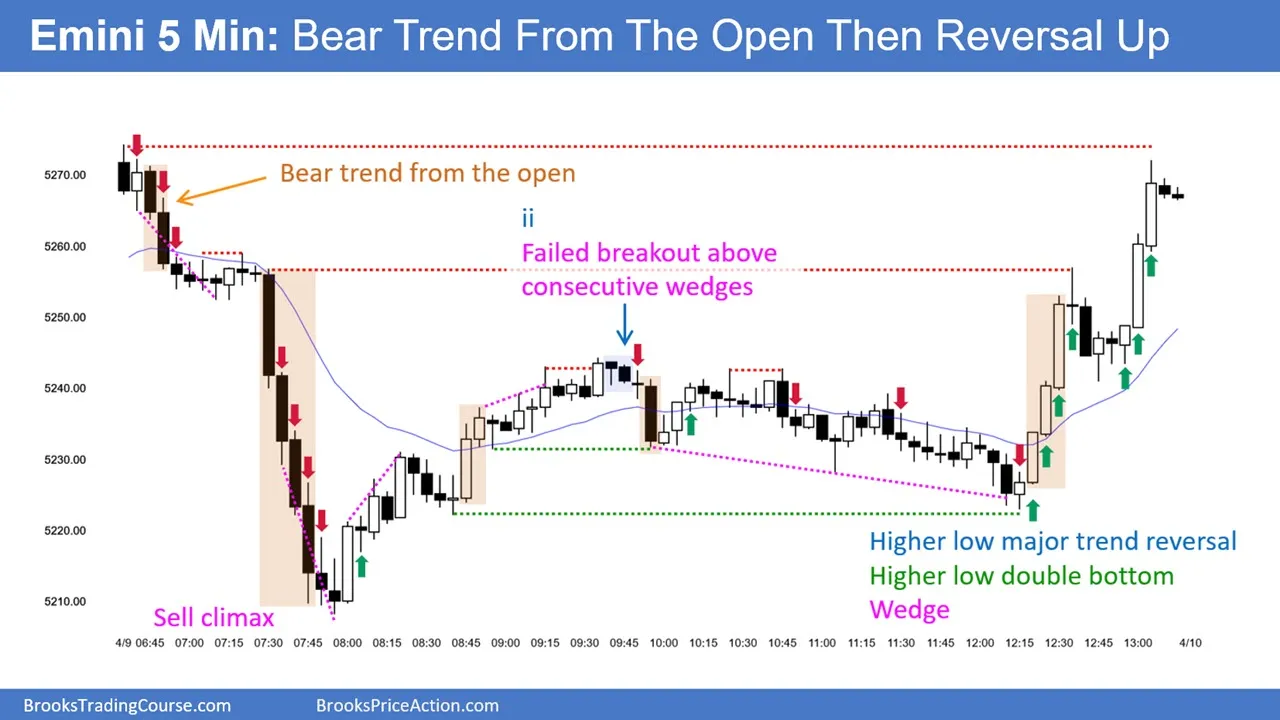 Emini 5 Min: Bear Trend From The Open Then Reversal Up
5270.00
5260.00
5250.00
5240.00
5230.00
5220.00
5210.00
Bear trend from the open
ii
Failed breakout above
consecutive wedges
Higher low major trend reversal
Higher low double bottom
Wedge
Sell climax
4/9 06:45 07:00 07:15 07:30 07:45 08:00 08:15 08:30 08:45 09:00 09:15 09:30 09:45 10:00 10:15 10:30 10:45 11:00 11:15 11:30 11:45 12:00 12:15 12:30 12:45 13:00 4/10
BrooksTradingCourse.com BrooksPriceAction.com